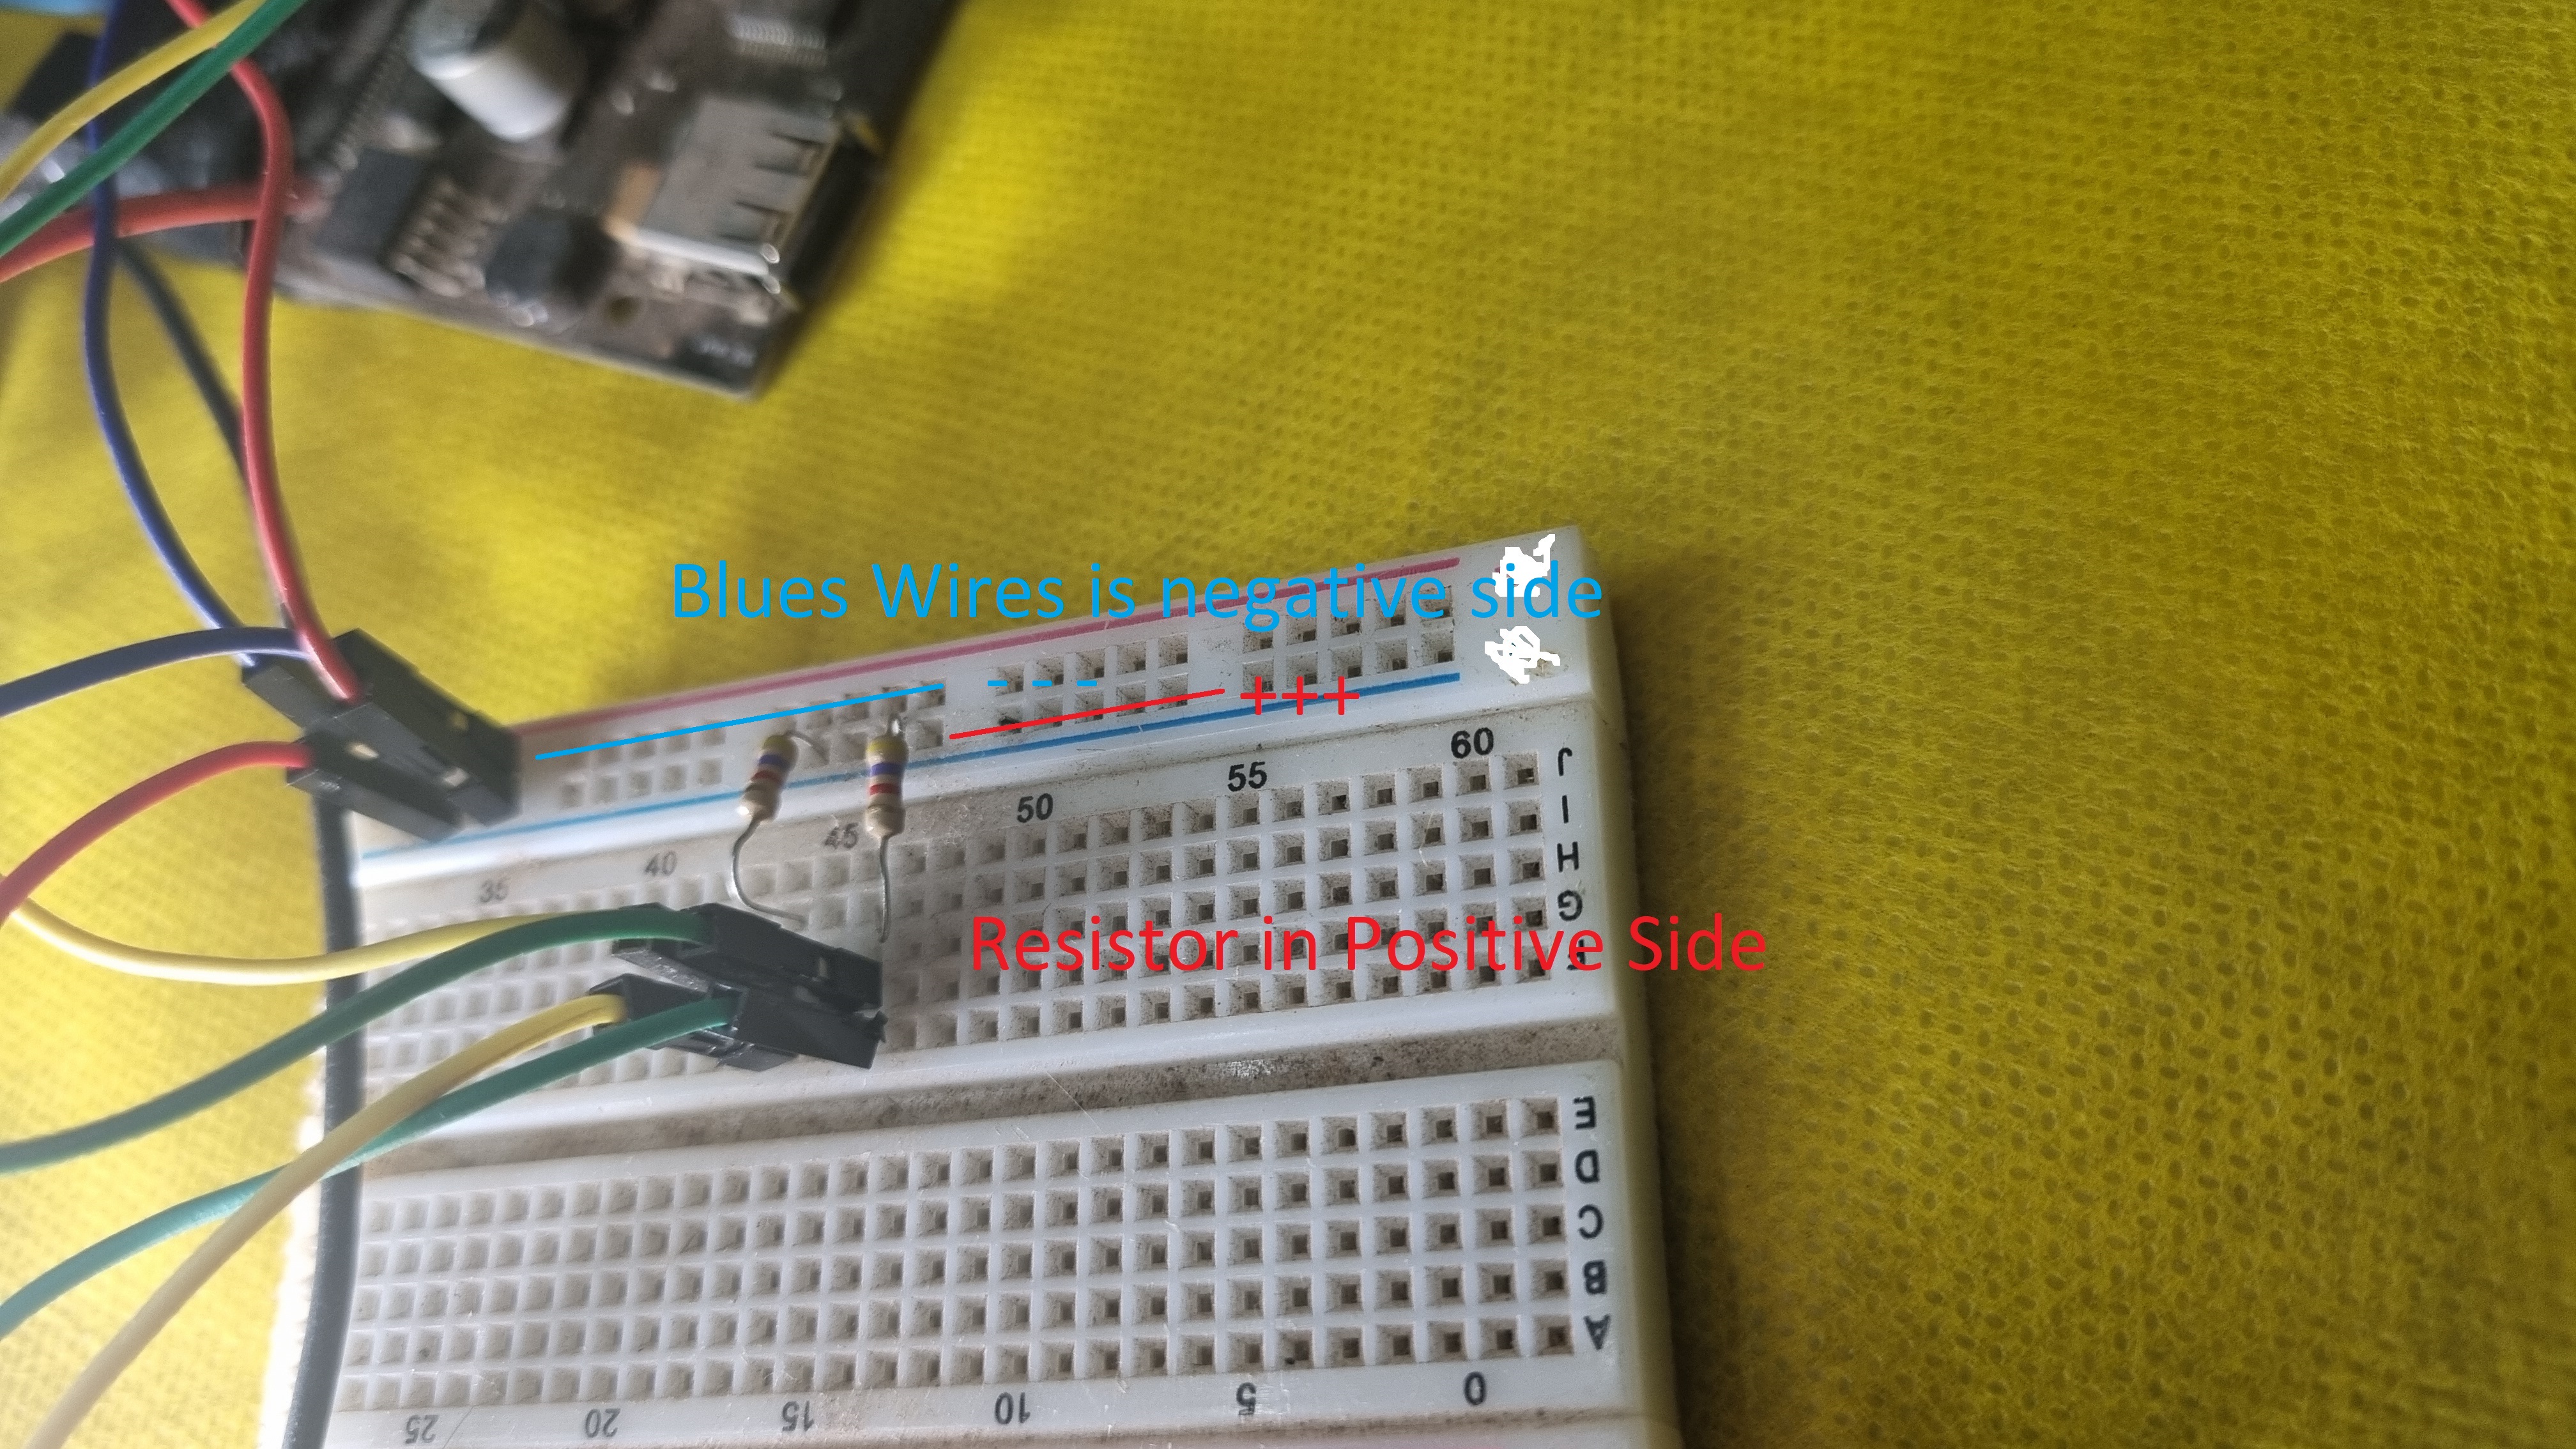 Blues Wires is negative side
- - -
+++
60
55
50
45
40
35
J
I
H
G
F
Resistor in Positive Side
E
D
C
B
A
25
20
15
10
5
0